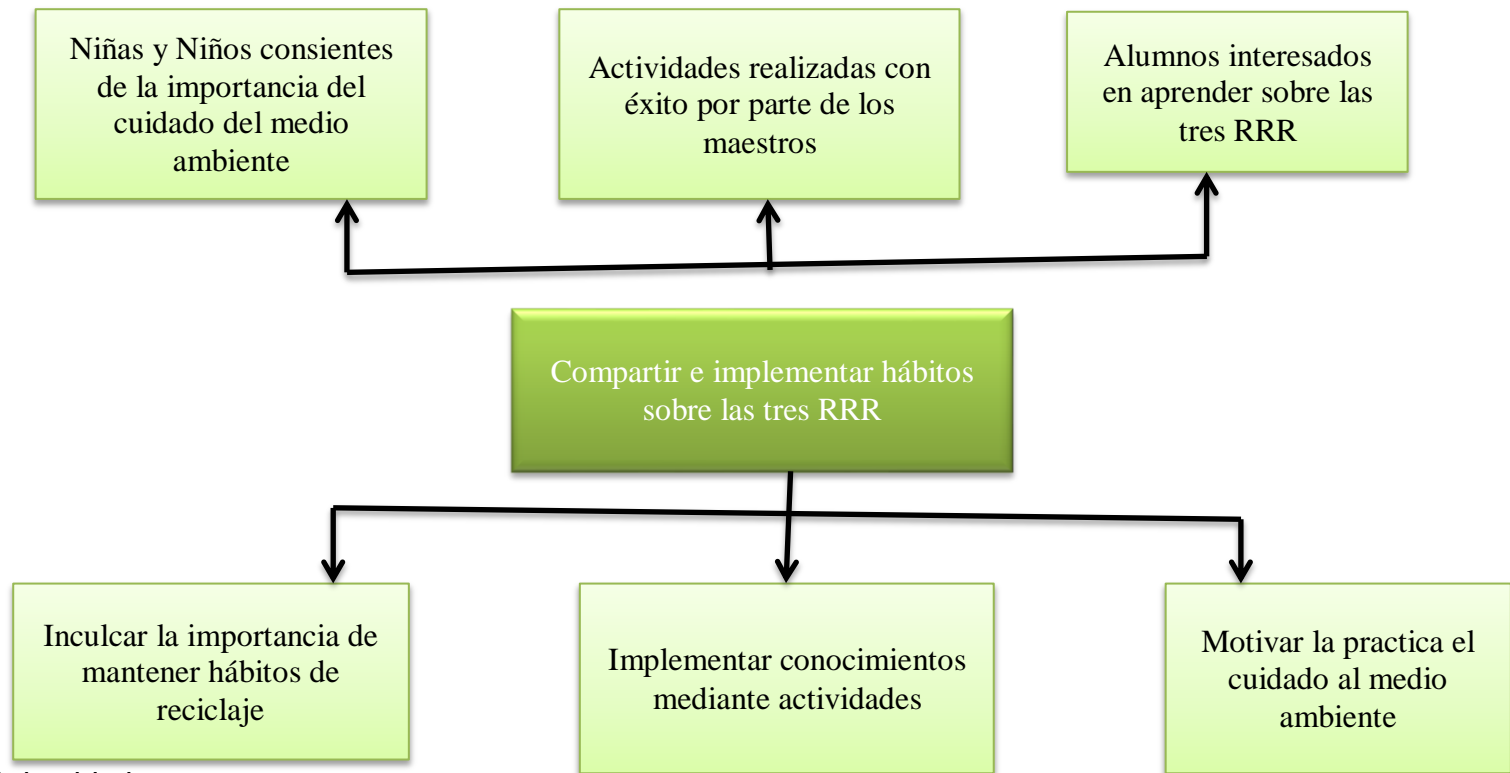 Niñas y Niños consientes
de la importancia del
cuidado del medio
ambiente
Actividades realizadas con
éxito por parte de los
maestros
Alumnos interesados
en aprender sobre las
tres RRR
Compartir e implementar hábitos
sobre las tres RRR
Inculcar la importancia de
mantener hábitos de
reciclaje
Implementar conocimientos
mediante actividades
Motivar la practica el
cuidado al medio
ambiente